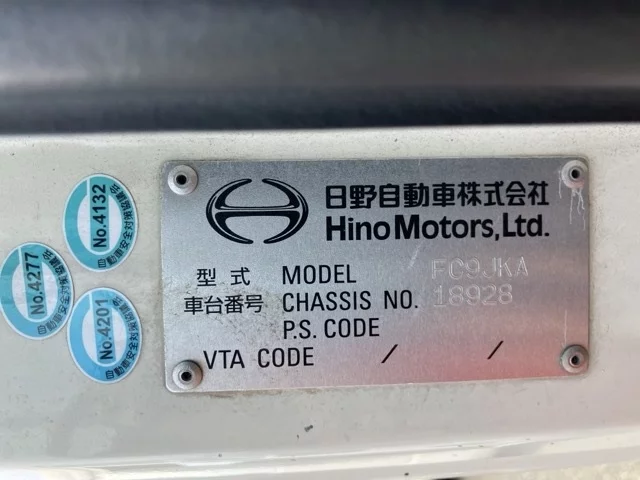 日野自動車株式会社
Hino Motors, Ltd.
型式 MODEL FC9JKA
車台番号 CHASSIS NO. 18928
P.S. CODE
VTA CODE / /
No.4132
No.4277
No.4201